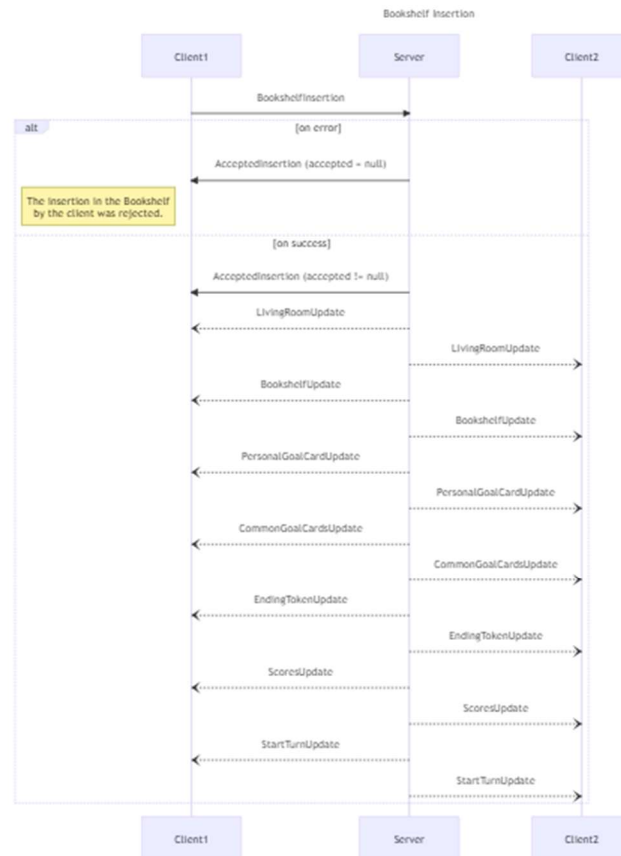 Bookshelf Insertion
Client1
Server
Client2
BookshelfInsertion
alt
[on error]
AcceptedInsertion (accepted = null)
The insertion in the Bookshelf
by the client was rejected.
[on success]
AcceptedInsertion (accepted != null)
LivingRoomUpdate
LivingRoomUpdate
BookshelfUpdate
BookshelfUpdate
PersonalGoalCardUpdate
PersonalGoalCardUpdate
CommonGoalCardsUpdate
CommonGoalCardsUpdate
EndingTokenUpdate
EndingTokenUpdate
ScoresUpdate
ScoresUpdate
StartTurnUpdate
StartTurnUpdate
Client1
Server
Client2